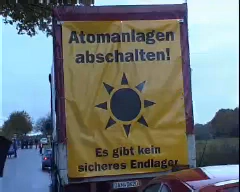 Atomanlagen
abschalten!
Es gibt kein
sicheres Endlager